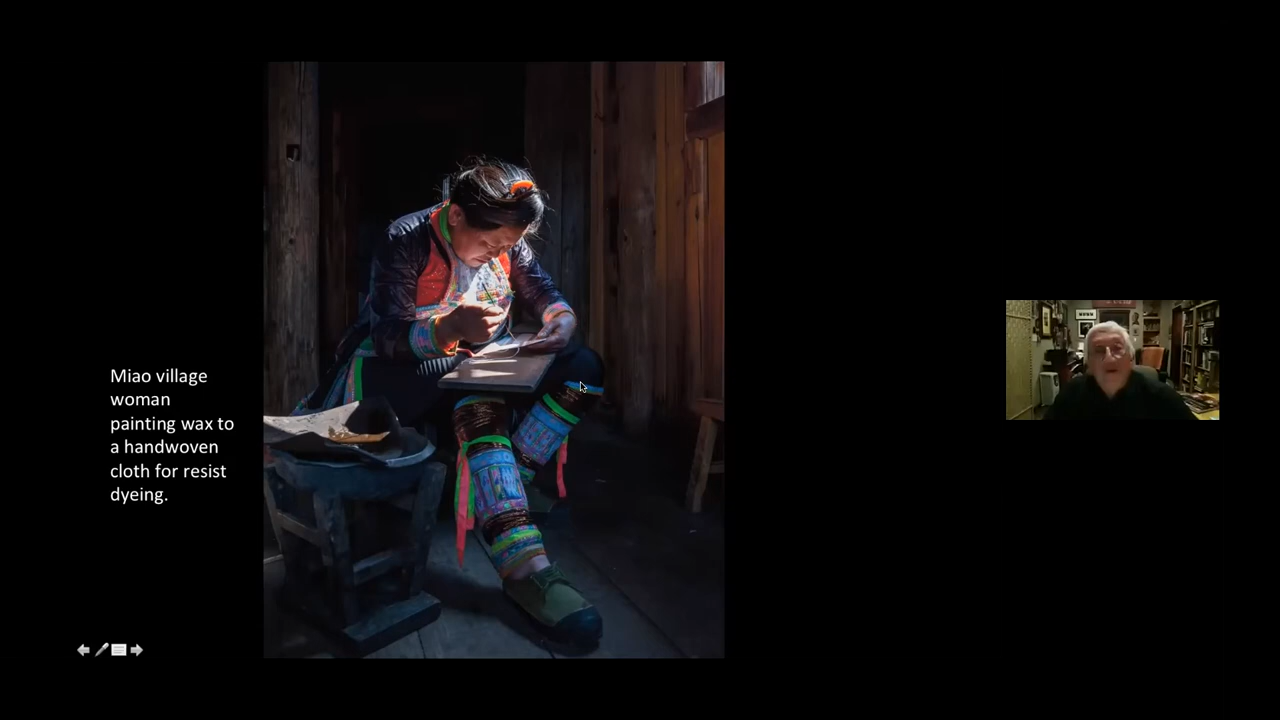 Miao village
woman
painting wax to
a handwoven
cloth for resist
dyeing.